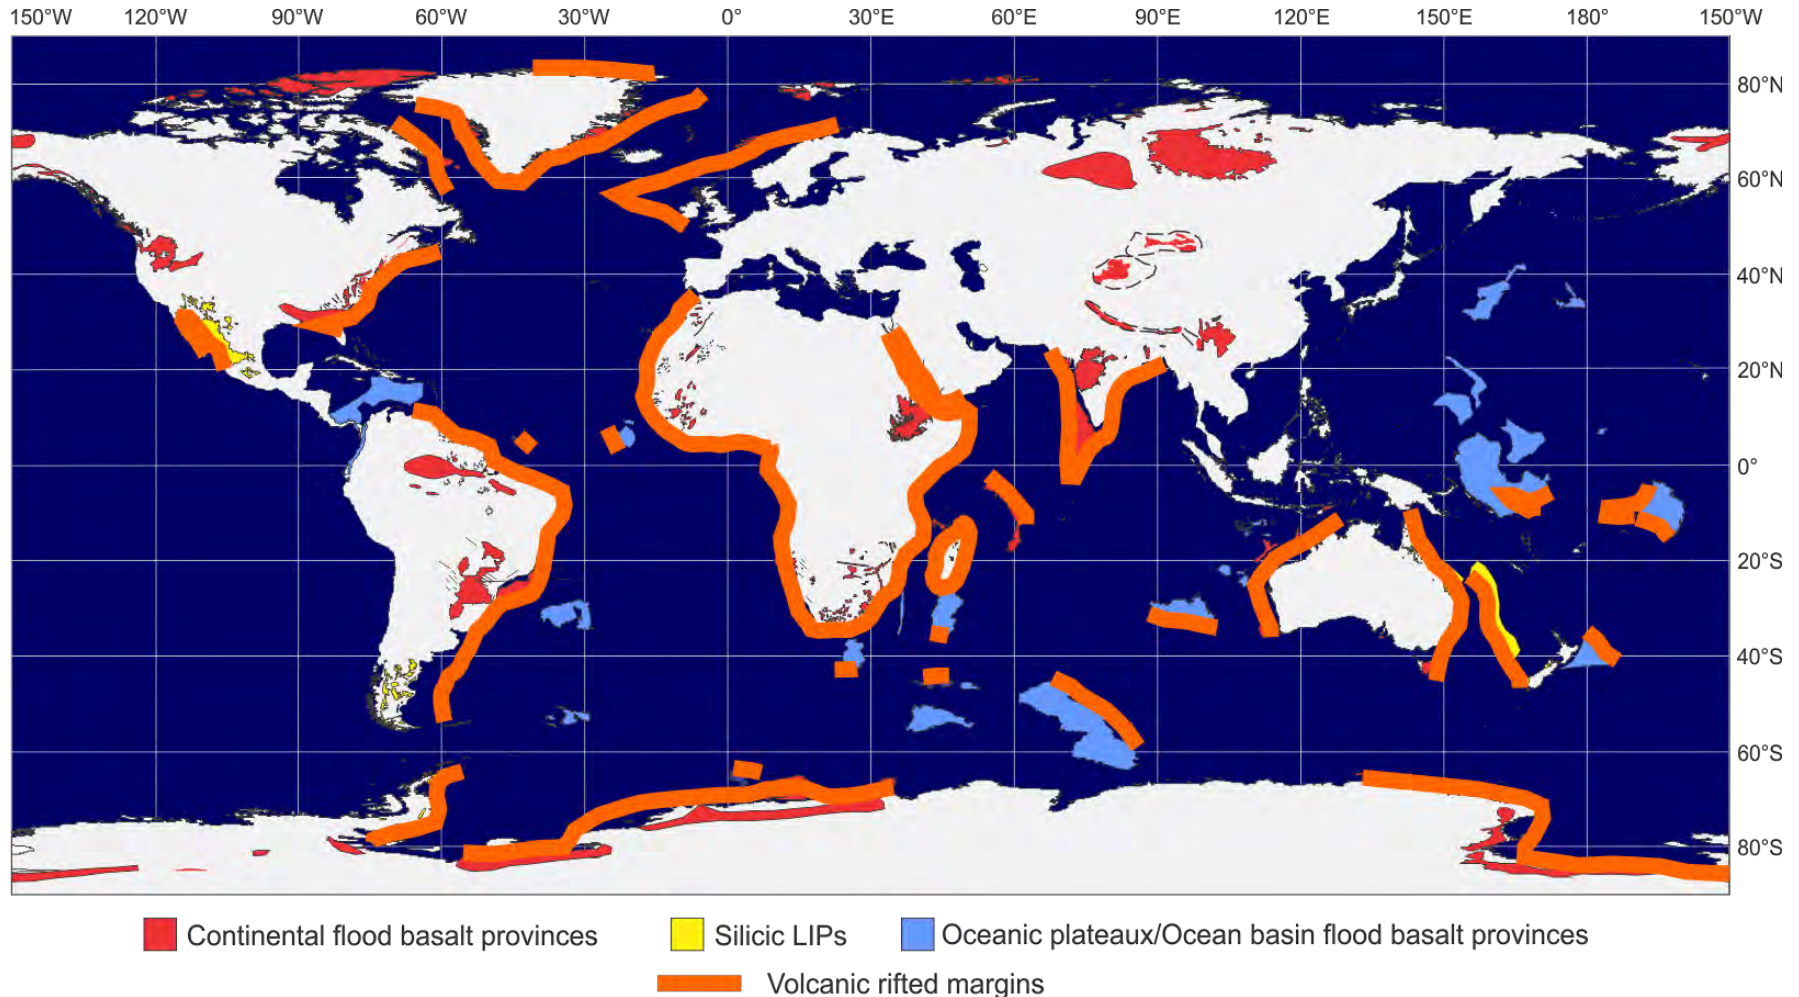 150°W 120°W 90°W 60°W 30°W 0° 30°E 60°E 90°E 120°E 150°E 180° 150°W
80°N
60°N
40°N
20°N
0°
20°S
40°S
60°S
80°S
Continental flood basalt provinces Silicic LIPs Oceanic plateaux/Ocean basin flood basalt provinces
Volcanic rifted margins